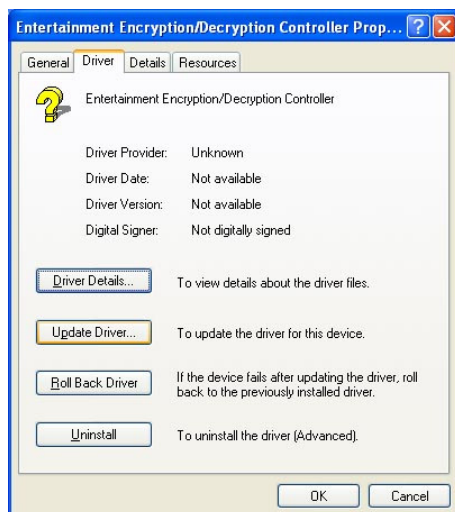 Entertainment Encryption/Decryption Controller Prop...
General Driver Details Resources
Entertainment Encryption/Decryption Controller
Driver Provider: Unknown
Driver Date: Not available
Driver Version: Not available
Digital Signer: Not digitally signed
Driver Details... To view details about the driver files.
Update Driver... To update the driver for this device.
Roll Back Driver If the device fails after updating the driver, roll
back to the previously installed driver.
Uninstall To uninstall the driver (Advanced).
OK Cancel